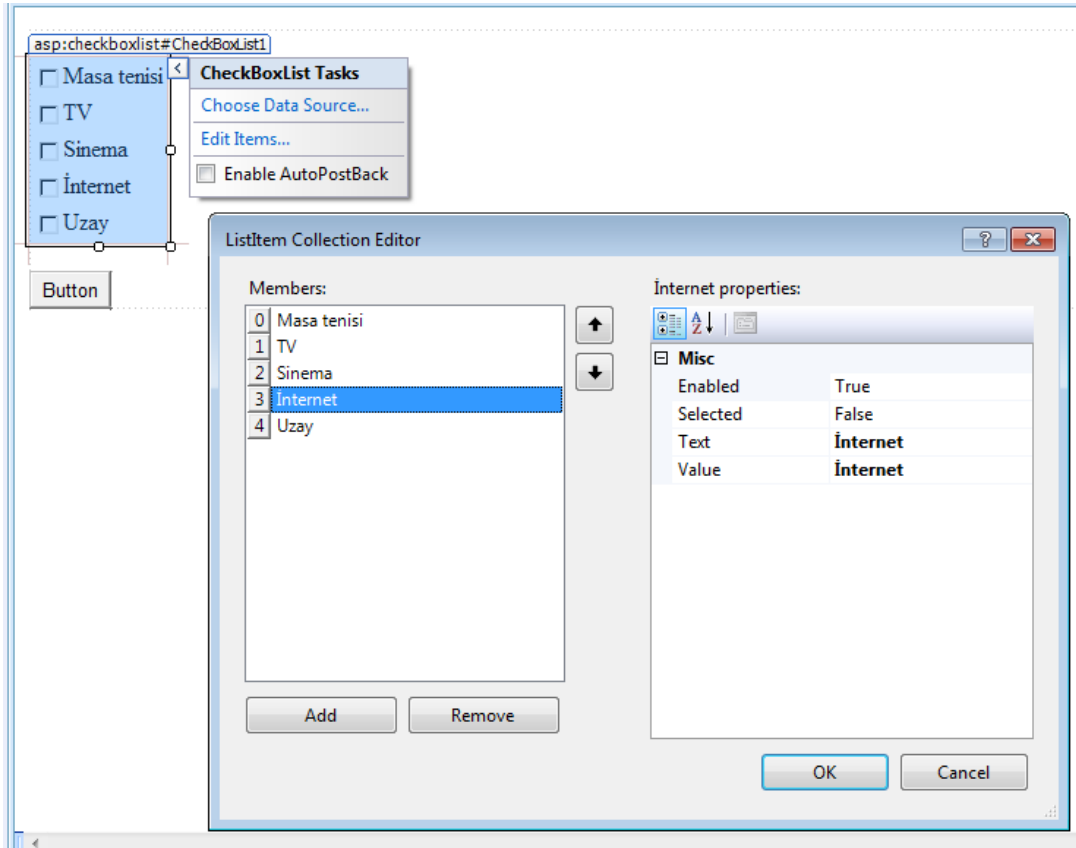 asp:checkboxlist#CheckBoxList1
Masa tenisi
TV
Sinema
İnternet
Uzay
CheckBoxList Tasks
Choose Data Source...
Edit Items...
Enable AutoPostBack
Button
ListItem Collection Editor
Members:
0 Masa tenisi
1 TV
2 Sinema
3 İnternet
4 Uzay
Add Remove
İnternet properties:
Misc
Enabled True
Selected False
Text İnternet
Value İnternet
OK Cancel